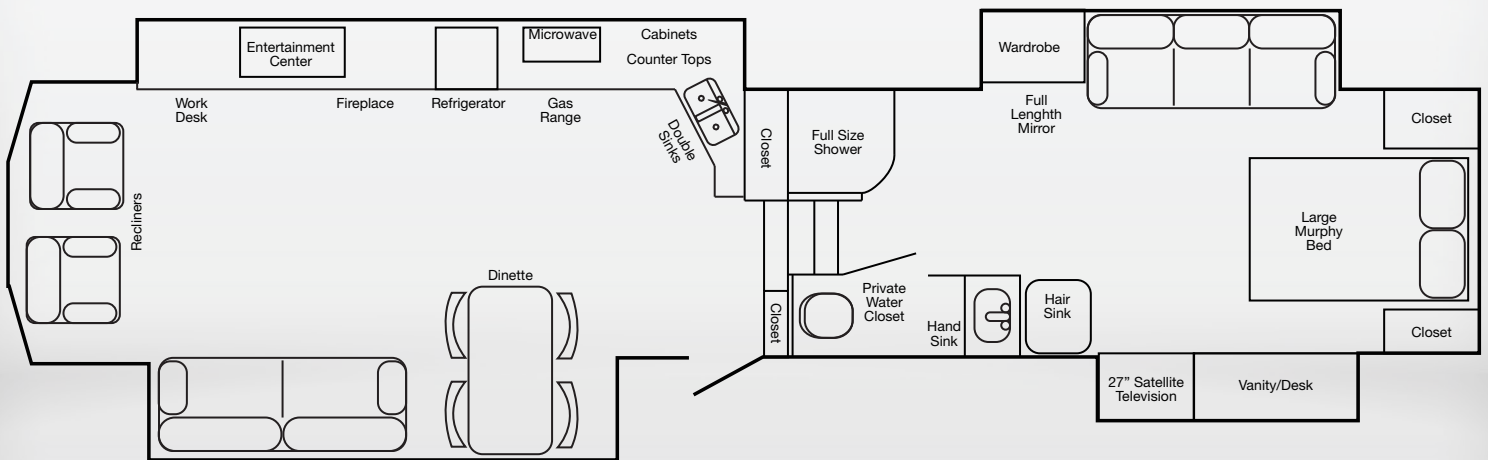 Entertainment
Center
Microwave
Cabinets
Counter Tops
Work
Desk
Fireplace
Refrigerator
Gas
Range
Double
Sinks
Recliners
Dinette
Closet
Full Size
Shower
Closet
Private
Water
Closet
Hand
Sink
Hair
Sink
Wardrobe
Full
Lenghth
Mirror
Closet
Large
Murphy
Bed
Closet
27” Satellite
Television
Vanity/Desk